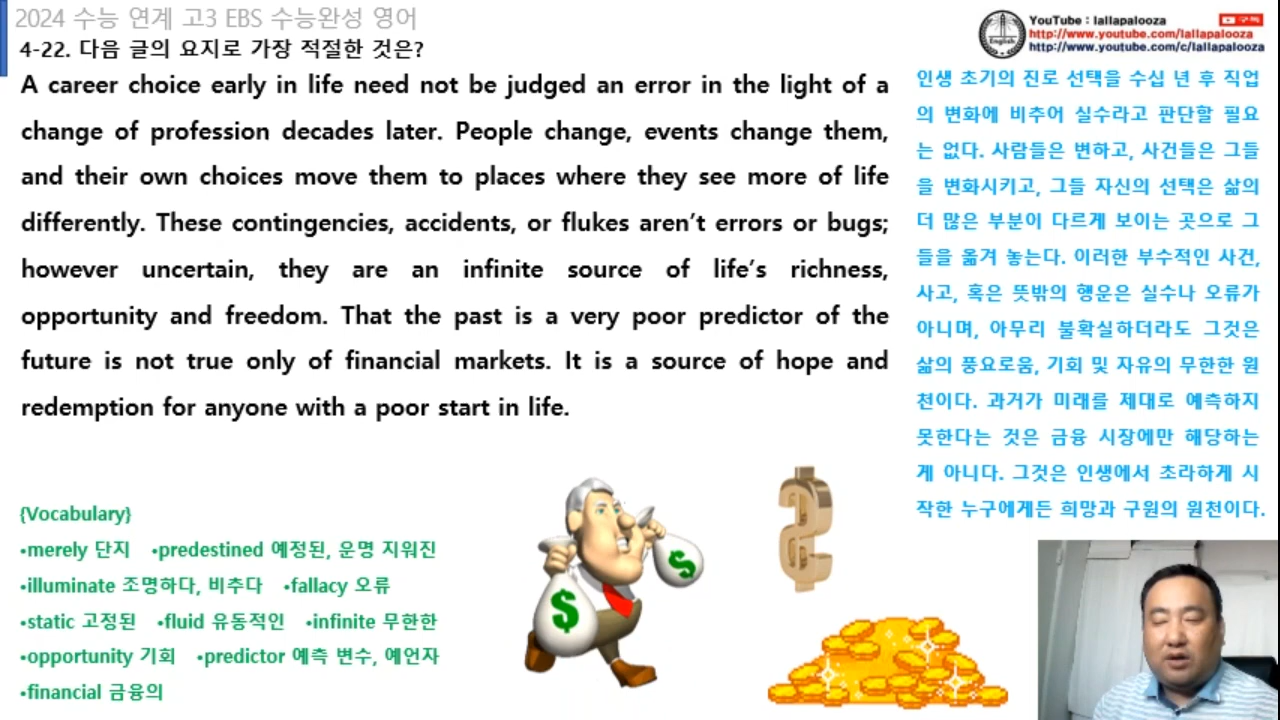 2024 수능 연계 고3 EBS 수능완성 영어
4-22. 다음 글의 요지로 가장 적절한 것은?
English
YouTube : lallapalooza
구독
http://www.youtube.com/lallapalooza
http://www.youtube.com/c/lallapalooza
A career choice early in life need not be judged an error in the light of a
change of profession decades later. People change, events change them,
and their own choices move them to places where they see more of life
differently. These contingencies, accidents, or flukes aren't errors or bugs;
however uncertain, they are an infinite source of life's richness,
opportunity and freedom. That the past is a very poor predictor of the
future is not true only of financial markets. It is a source of hope and
redemption for anyone with a poor start in life.
인생 초기의 진로 선택을 수십 년 후 직업
의 변화에 비추어 실수라고 판단할 필요
는 없다. 사람들은 변하고, 사건들은 그들
을 변화시키고, 그들 자신의 선택은 삶의
더 많은 부분이 다르게 보이는 곳으로 그
들을 옮겨 놓는다. 이러한 부수적인 사건,
사고, 혹은 뜻밖의 행운은 실수나 오류가
아니며, 아무리 불확실하더라도 그것은
삶의 풍요로움, 기회 및 자유의 무한한 원
천이다. 과거가 미래를 제대로 예측하지
못한다는 것은 금융 시장에만 해당하는
게 아니다. 그것은 인생에서 초라하게 시
작한 누구에게든 희망과 구원의 원천이다.
{Vocabulary}
•merely 단지 •predestined 예정된, 운명 지워진
•illuminate 조명하다, 비추다 •fallacy 오류
•static 고정된 •fluid 유동적인 •infinite 무한한
•opportunity 기회 •predictor 예측 변수, 예언자
•financial 금융의
$
$